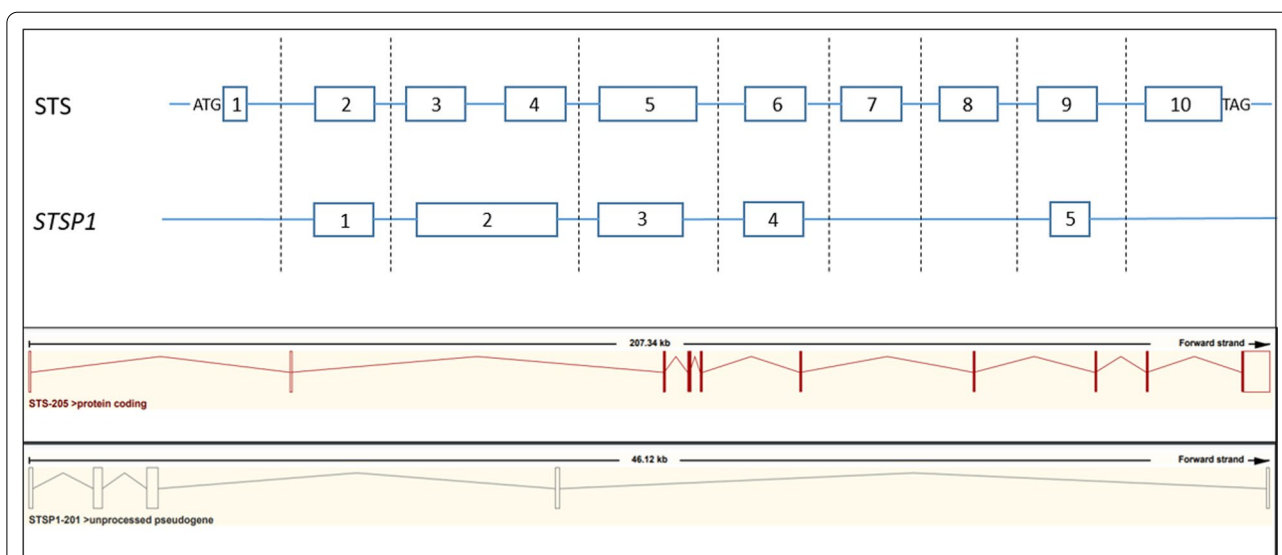 STS ATG 1 2 3 4 5 6 7 8 9 10 TAG
STSP1 1 2 3 4 5
207.34 kb Forward strand
STS-205 >protein coding
46.12 kb Forward strand
STSP1-201 >unprocessed pseudogene